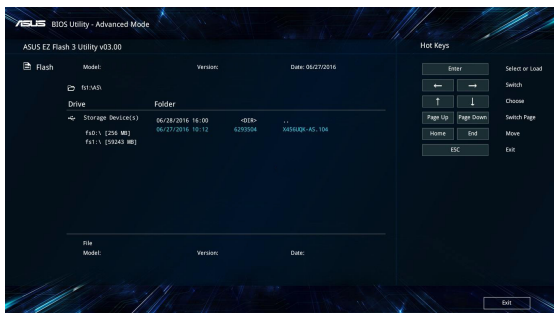 ASUS BIOS Utility - Advanced Mode
ASUS EZ Flash 3 Utility v03.00
Hot Keys
Flash Model: Version: Date: 06/27/2016
fs1:\AS\
Drive Folder
Storage Device(s)
fs0:\ [256 MB]
fs1:\ [59243 MB]
06/28/2016 16:00 <DIR> ..
06/27/2016 10:12 6293504 X456UQK-AS.104
File
Model: Version: Date:
Enter Select or Load
← → Switch
↑ ↓ Choose
Page Up Page Down Switch Page
Home End Move
ESC Exit
Exit